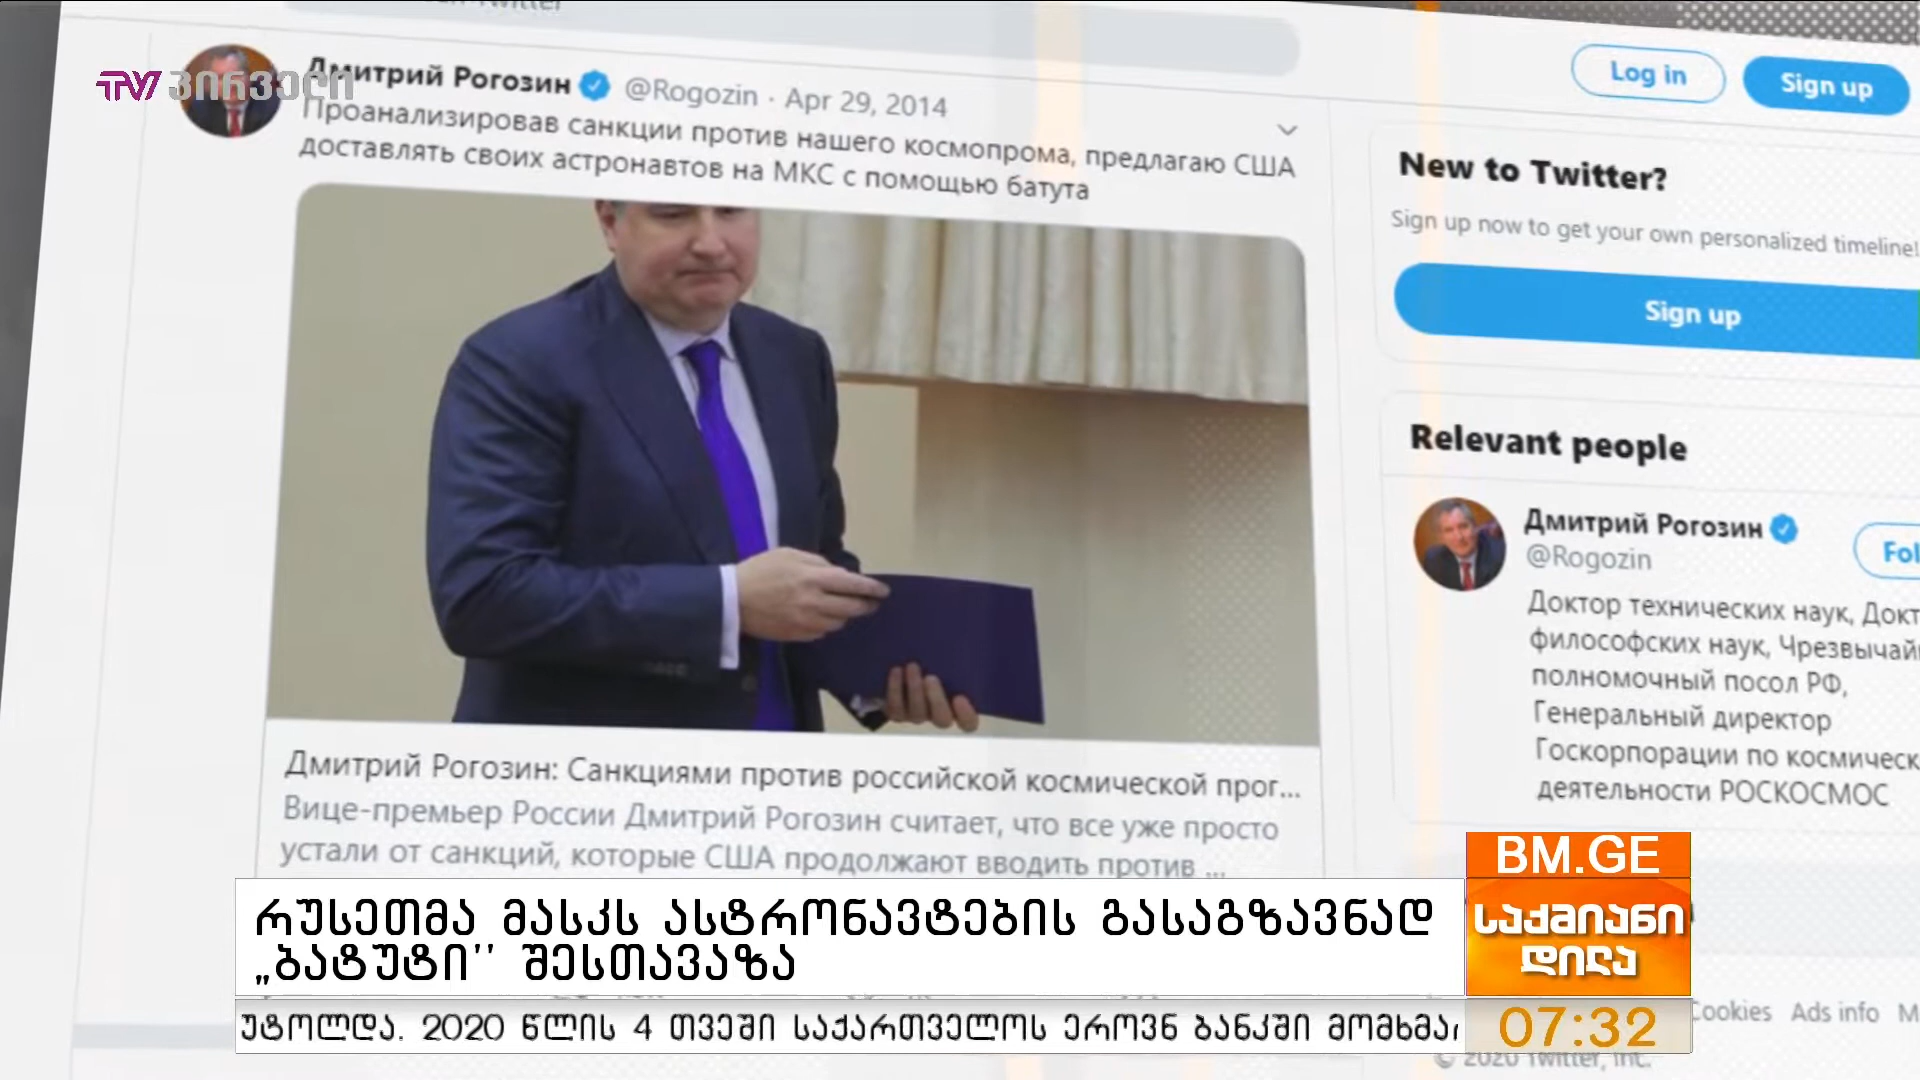 Twitter
TV პირველი
Дмитрий Рогозин @Rogozin · Apr 29, 2014
Проанализировав санкции против нашего космопрома, предлагаю США
доставлять своих астронавтов на МКС с помощью батута
Дмитрий Рогозин: Санкциями против российской космической прог...
Вице-премьер России Дмитрий Рогозин считает, что все уже просто
устали от санкций, которые США продолжают вводить против ...
Log in
Sign up
New to Twitter?
Sign up now to get your own personalized timeline!
Sign up
Relevant people
Дмитрий Рогозин
@Rogozin
Fol
Доктор технических наук, Докт
философских наук, Чрезвычай
полномочный посол РФ,
Генеральный директор
Госкорпорации по космическ
деятельности РОСКОСМОС
Cookies Ads info M
© 2020 Twitter, Inc.
რუსეთმა მასკს ასტრონავტების გასაგზავნად
„ბატუტი’’ შესთავაზა
BM.GE
საქმიანი
დილა
უტოლდა. 2020 წლის 4 თვეში საქართველოს ეროვნ ბანკში მომხმა
07:32